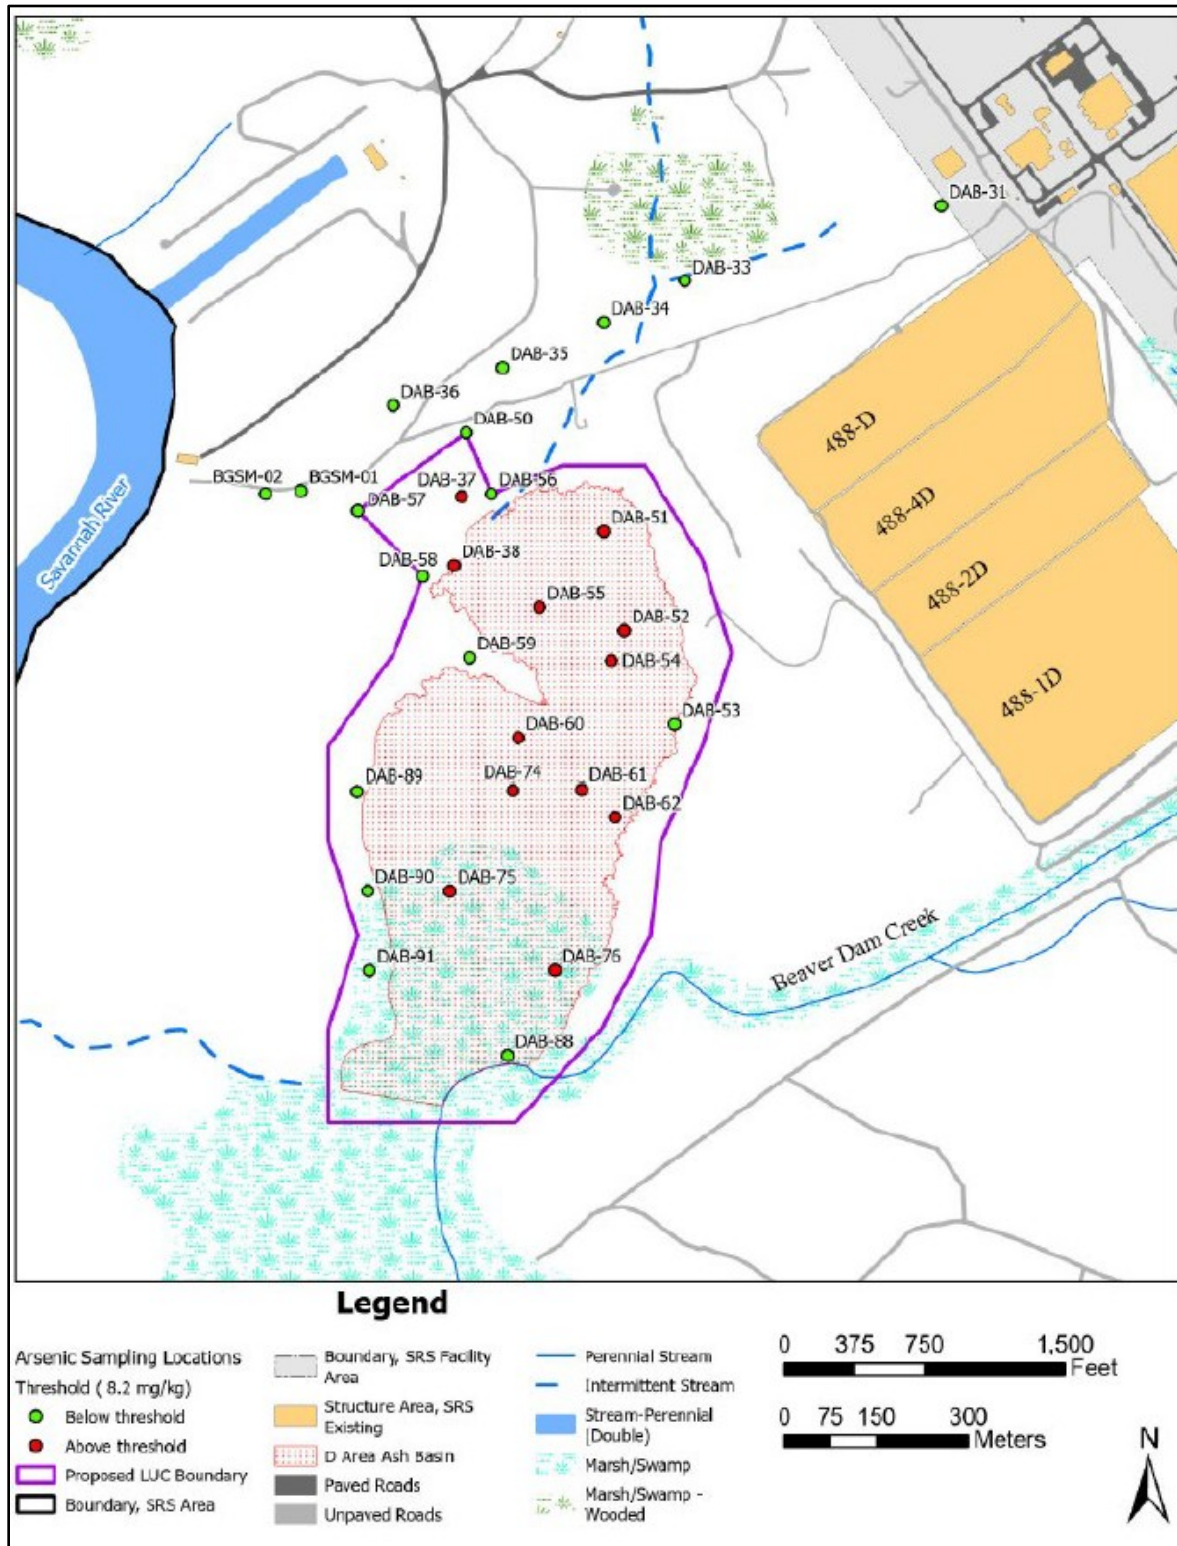 DAB-31
DAB-33
DAB-34
DAB-35
DAB-36
DAB-50
488-D
BGSM-02
BGSM-01
DAB-37
DAB-56
DAB-57
488-4D
DAB-51
Savannah River
DAB-58
DAB-38
488-2D
DAB-55
DAB-52
DAB-59
DAB-54
488-1D
DAB-53
DAB-60
DAB-89
DAB-74
DAB-61
DAB-62
DAB-90
DAB-75
Beaver Dam Creek
DAB-91
DAB-76
DAB-88
Legend
Arsenic Sampling Locations
Threshold ( 8.2 mg/kg)
Below threshold
Above threshold
Proposed LUC Boundary
Boundary, SRS Area
Boundary, SRS Facility
Area
Structure Area, SRS
Existing
D Area Ash Basin
Paved Roads
Unpaved Roads
Perennial Stream
Intermittent Stream
Stream-Perennial
(Double)
Marsh/Swamp
Marsh/Swamp -
Wooded
0 375 750 1,500
Feet
0 75 150 300
Meters
N